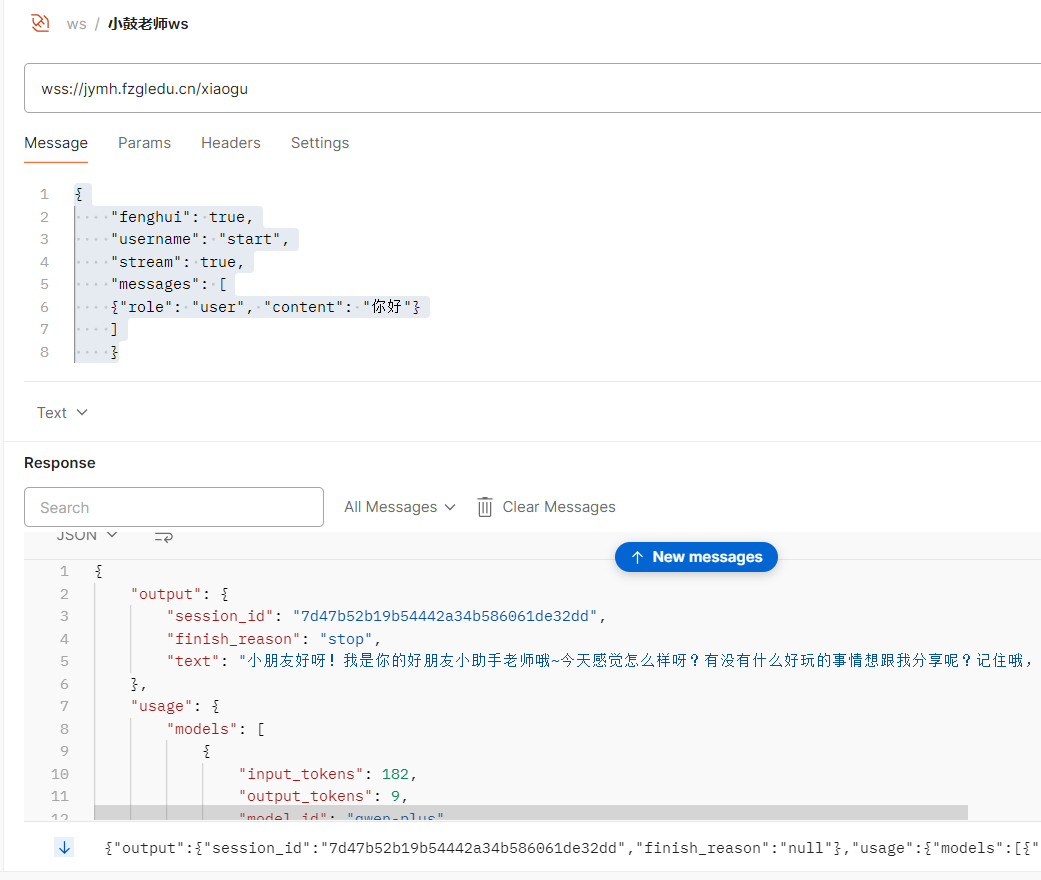 ws / 小鼓老师ws
wss://jymh.fzgledu.cn/xiaogu
Message Params Headers Settings
1 {
2 ····"fenghui":·true,
3 ····"username":·"start",
4 ····"stream":·true,
5 ····"messages":·[
6 ····{"role":·"user",·"content":·"你好"}
7 ····]
8 ····}
Text
Response
Search All Messages Clear Messages
JSON
New messages
1 {
2 "output": {
3 "session_id": "7d47b52b19b54442a34b586061de32dd",
4 "finish_reason": "stop",
5 "text": "小朋友好呀！我是你的好朋友小助手老师哦~今天感觉怎么样呀？有没有什么好玩的事情想跟我分享呢？记住哦，
6 },
7 "usage": {
8 "models": [
9 {
10 "input_tokens": 182,
11 "output_tokens": 9,
12 "model_id": "qwen-plus"
{"output":{"session_id":"7d47b52b19b54442a34b586061de32dd","finish_reason":"null"},"usage":{"models":[{"